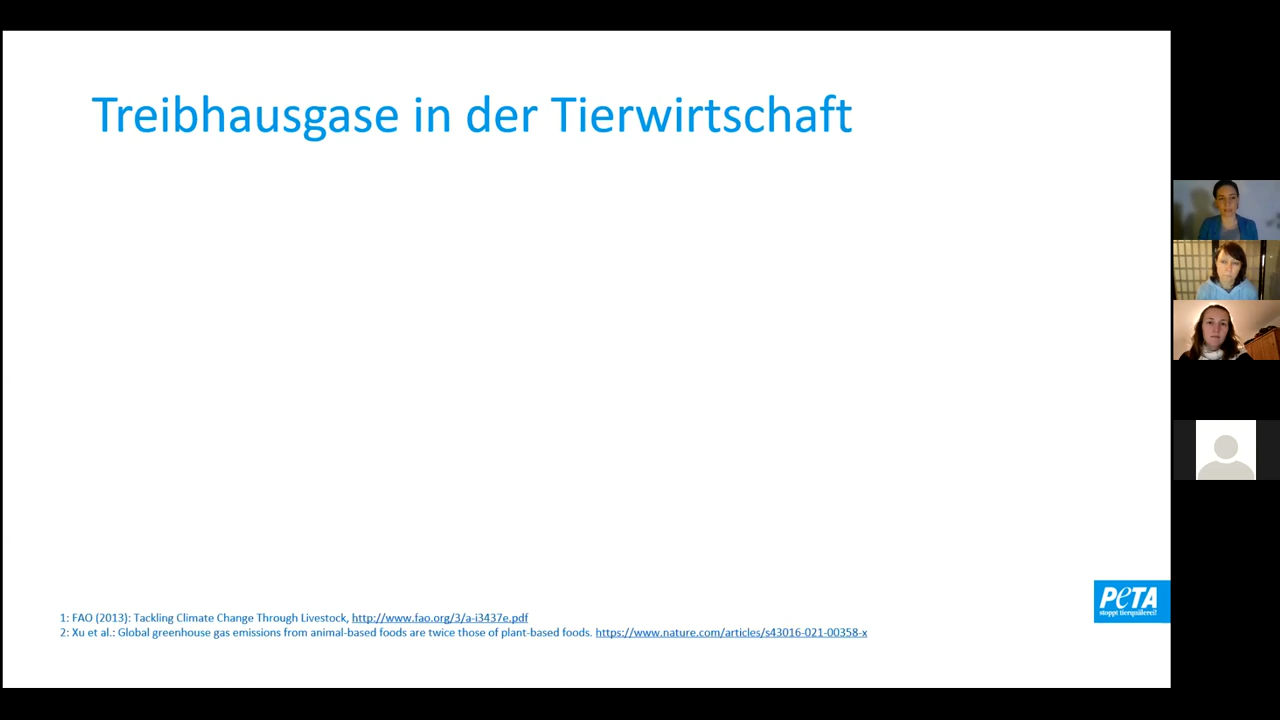 Treibhausgase in der Tierwirtschaft
PETA
stoppt tierquälerei!
1: FAO (2013): Tackling Climate Change Through Livestock, http://www.fao.org/3/a-i3437e.pdf
2: Xu et al.: Global greenhouse gas emissions from animal-based foods are twice those of plant-based foods. https://www.nature.com/articles/s43016-021-00358-x